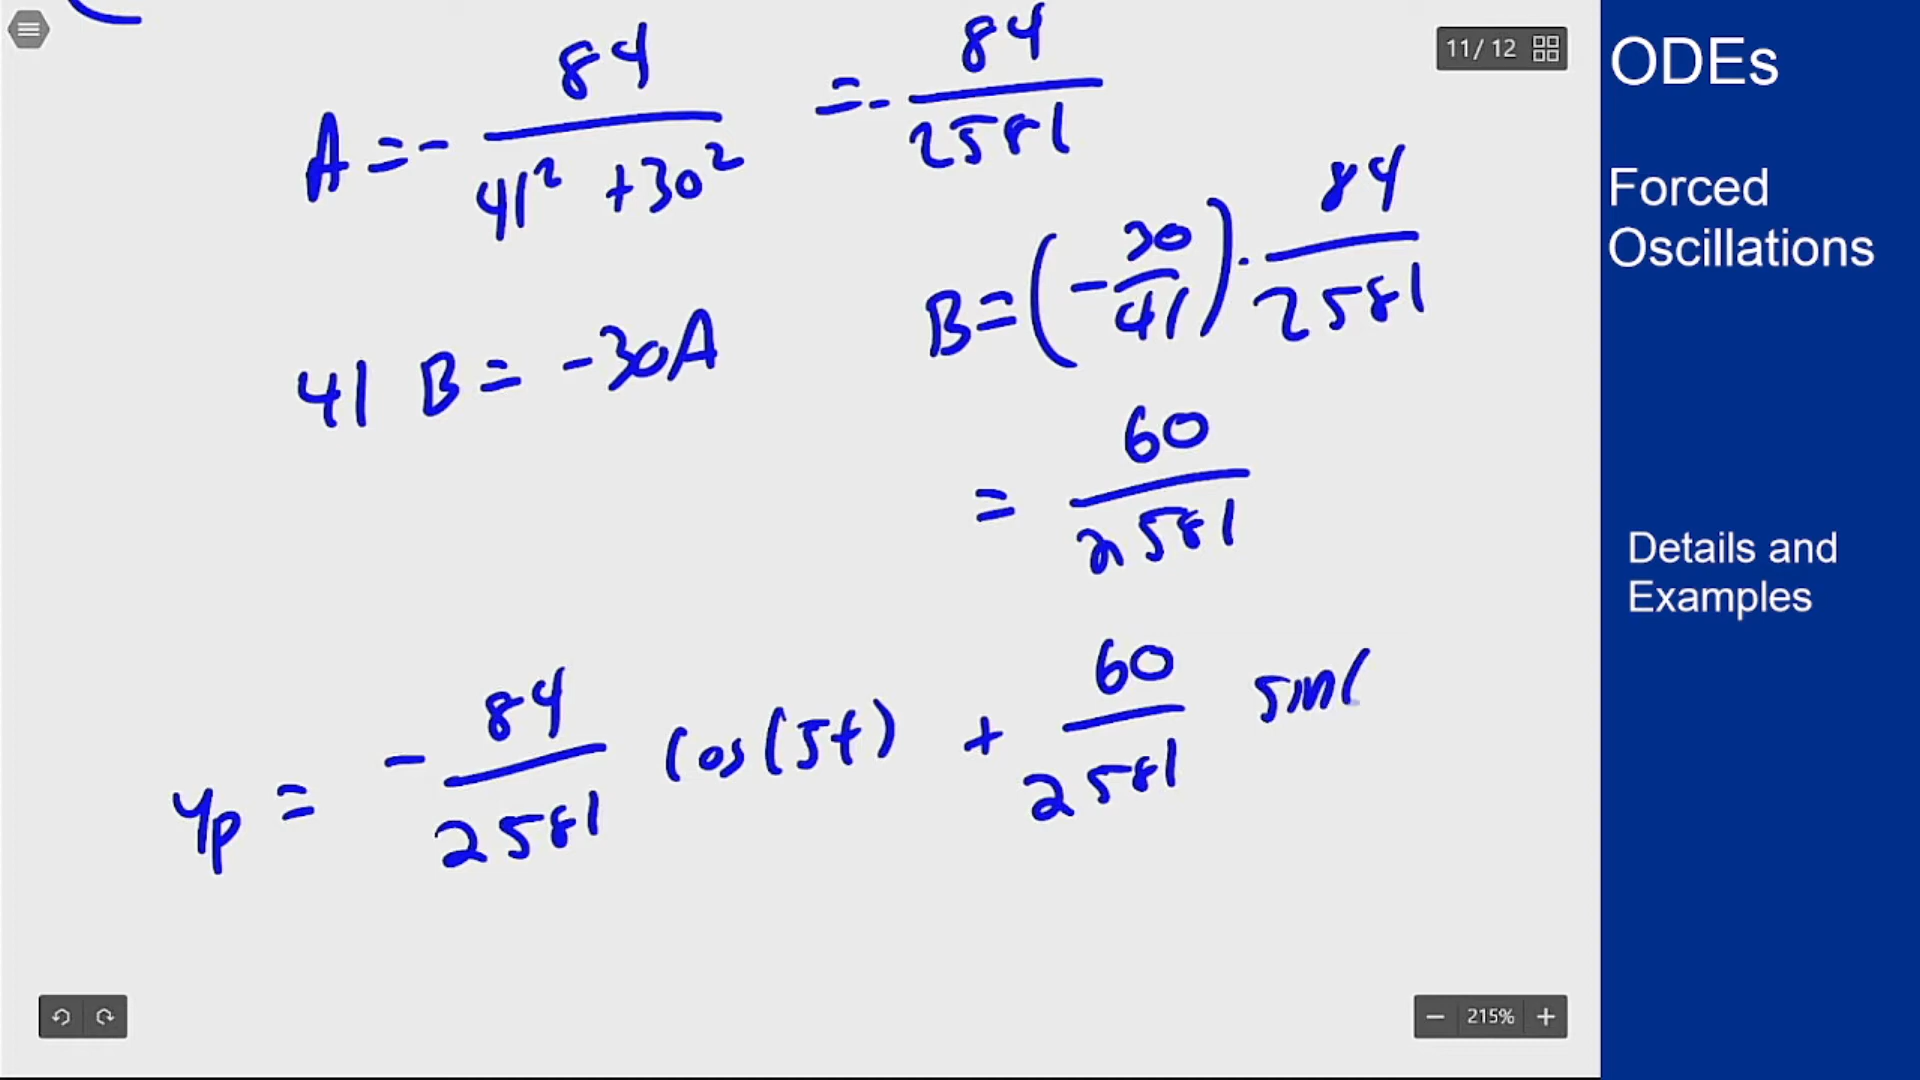 A = - 84 / (41² + 30²) = - 84 / 2581
41 B = -30A
B = (- 30/41) · 84/2581
= 60/2581
yp = - 84/2581 cos(5t) + 60/2581 sin(
11 / 12
215%
ODEs
Forced
Oscillations
Details and
Examples